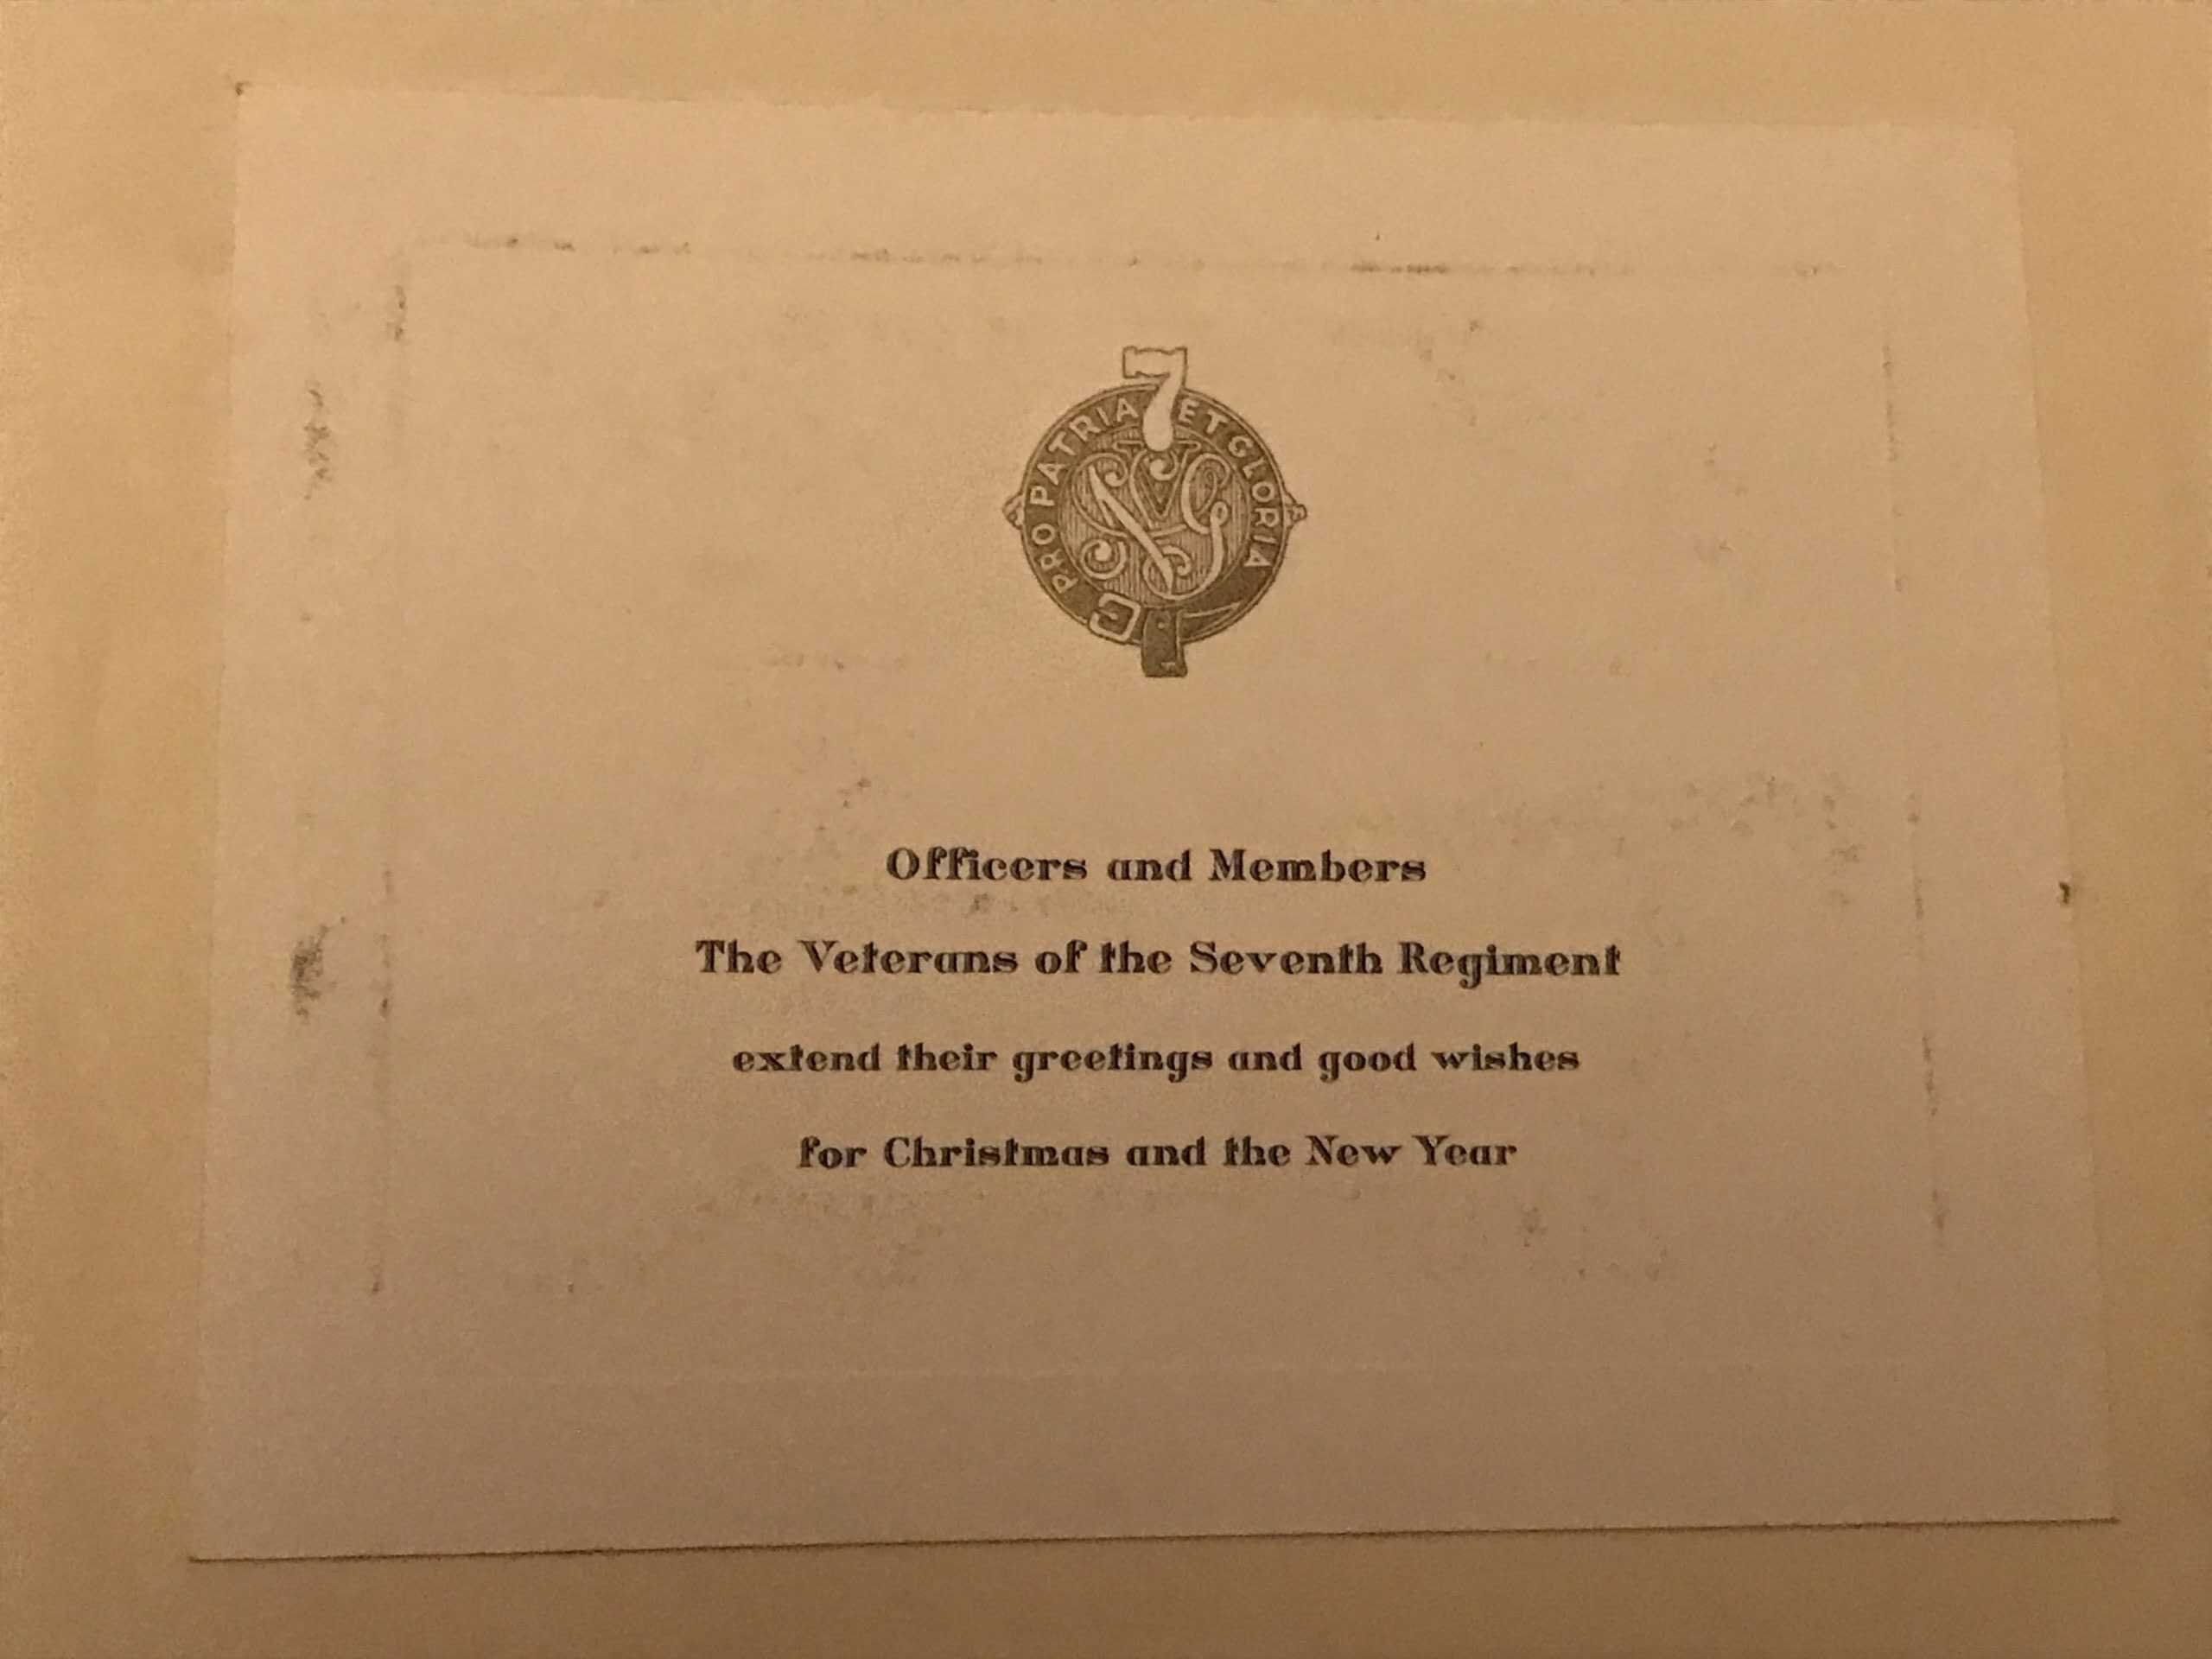 7
PRO PATRIA ET GLORIA
NG
Officers and Members
The Veterans of the Seventh Regiment
extend their greetings and good wishes
for Christmas and the New Year